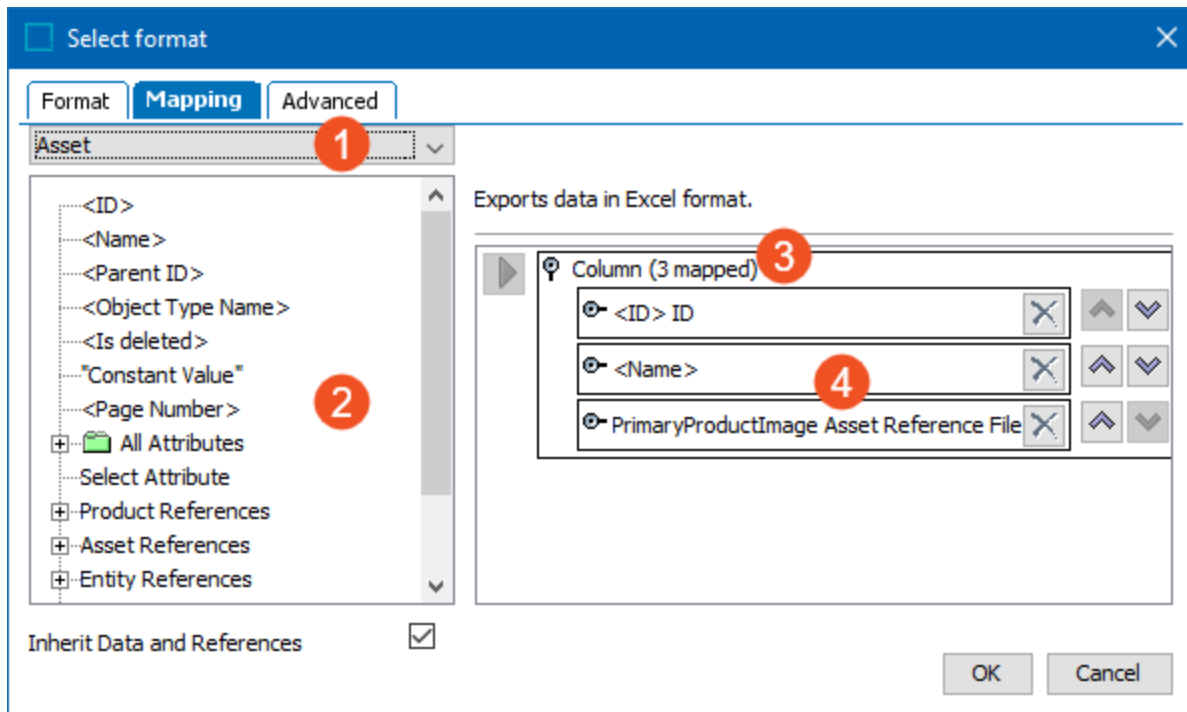 Select format
Format Mapping Advanced
Asset
1
<ID>
<Name>
<Parent ID>
<Object Type Name>
<Is deleted>
"Constant Value"
<Page Number>
2
All Attributes
Select Attribute
Product References
Asset References
Entity References
Exports data in Excel format.
Column (3 mapped)
3
<ID> ID
<Name>
4
PrimaryProductImage Asset Reference File
Inherit Data and References
OK Cancel